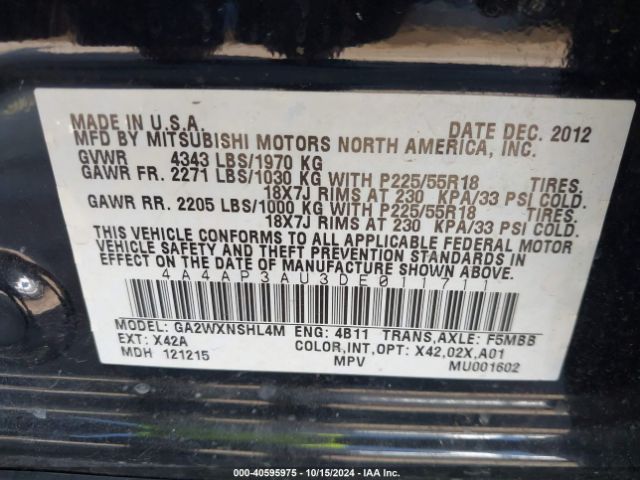 MADE IN U.S.A. DATE DEC. 2012
MFD BY MITSUBISHI MOTORS NORTH AMERICA, INC.
GVWR 4343 LBS/1970 KG
GAWR FR. 2271 LBS/1030 KG WITH P225/55R18 TIRES.
18X7J RIMS AT 230 KPA/33 PSI COLD.
GAWR RR. 2205 LBS/1000 KG WITH P225/55R18 TIRES.
18X7J RIMS AT 230 KPA/33 PSI COLD.
THIS VEHICLE CONFORMS TO ALL APPLICABLE FEDERAL MOTOR
VEHICLE SAFETY AND THEFT PREVENTION STANDARDS IN
EFFECT ON THE DATE OF MANUFACTURE SHOWN ABOVE.
4A4AP3AU3DE011711
MODEL: GA2WXNSHL4M ENG: 4B11 TRANS,AXLE: F5MBB
EXT: X42A COLOR,INT,OPT: X42,02X,A01
MDH 121215 MPV MU001602
000-40595975 - 10/15/2024 - IAA Inc.